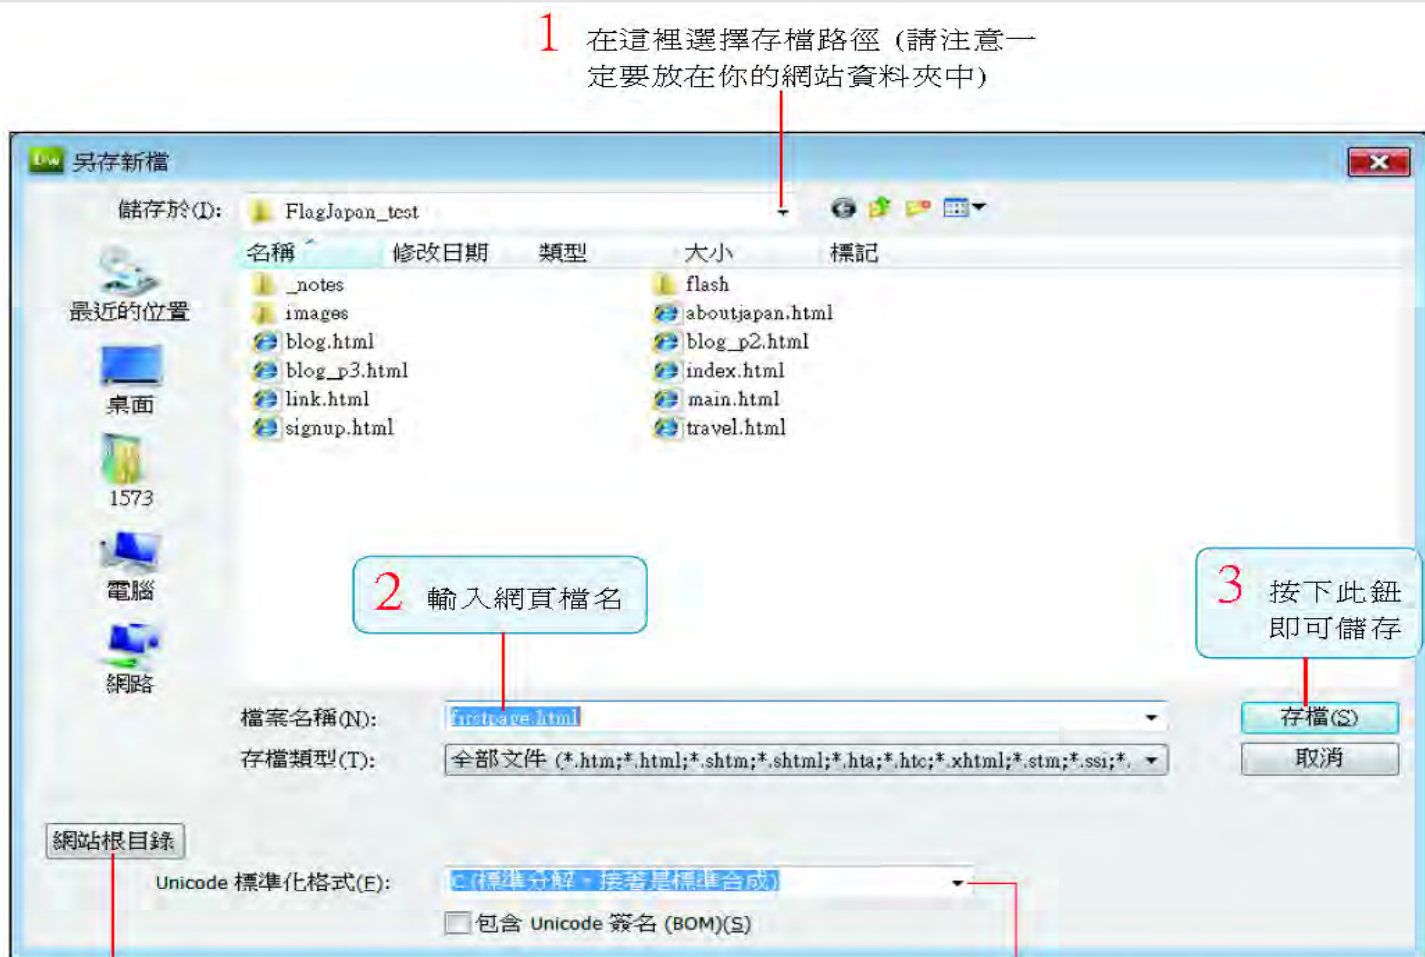 1 在這裡選擇存檔路徑 (請注意一
定要放在你的網站資料夾中)
Dw 另存新檔
儲存於(I): FlagJapan_test
名稱 修改日期 類型 大小 標記
_notes flash
images aboutjapan.html
blog.html blog_p2.html
blog_p3.html index.html
link.html main.html
signup.html travel.html
最近的位置
桌面
1573
電腦
網路
2 輸入網頁檔名
3 按下此鈕
即可儲存
檔案名稱(N): firstpage.html 存檔(S)
存檔類型(T): 全部文件 (*.htm;*.html;*.shtm;*.shtml;*.hta;*.htc;*.xhtml;*.stm;*.ssi;*. 取消
網站根目錄
Unicode 標準化格式(F): C (標準分解，接著是標準合成)
包含 Unicode 簽名 (BOM)(S)